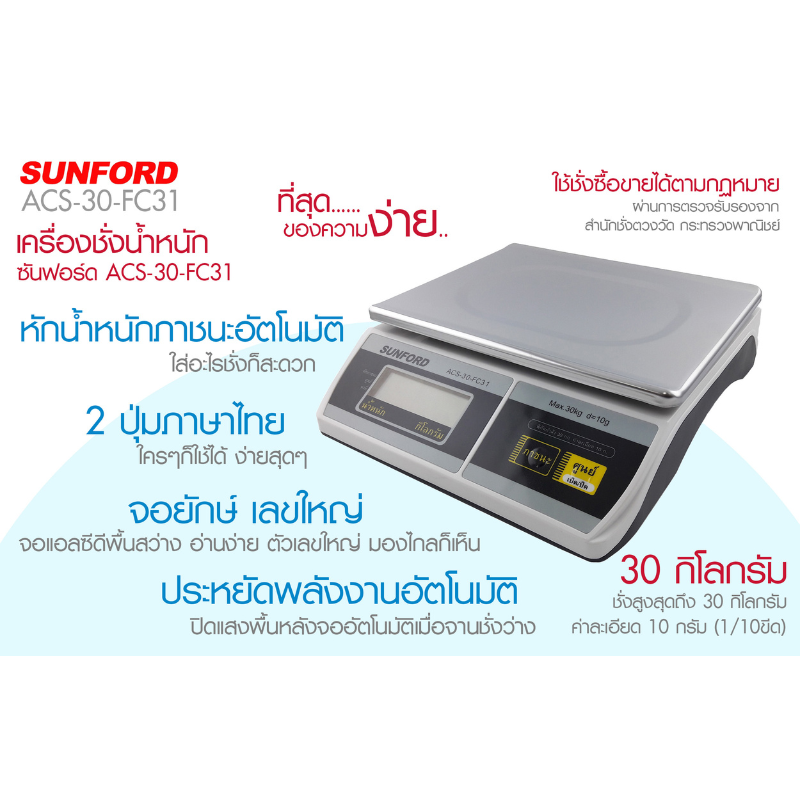 SUNFORD
ACS-30-FC31
เครื่องชั่งน้ำหนัก
ซันฟอร์ด ACS-30-FC31
ที่สุด......
ของความง่าย..
ใช้ชั่งซื้อขายได้ตามกฎหมาย
ผ่านการตรวจรับรองจาก
สำนักชั่งตวงวัด กระทรวงพาณิชย์
หักน้ำหนักภาชนะอัตโนมัติ
ใส่อะไรชั่งก็สะดวก
2 ปุ่มภาษาไทย
ใครๆก็ใช้ได้ ง่ายสุดๆ
จอยักษ์ เลขใหญ่
จอแอลซีดีพื้นสว่าง อ่านง่าย ตัวเลขใหญ่ มองไกลก็เห็น
ประหยัดพลังงานอัตโนมัติ
ปิดแสงพื้นหลังจออัตโนมัติเมื่อจานชั่งว่าง
SUNFORD
ACS-30-FC31
น้ำหนัก
กิโลกรัม
Max.30kg d=10g
ภาชนะ
ศูนย์
เปิด/ปิด
30 กิโลกรัม
ชั่งสูงสุดถึง 30 กิโลกรัม
ค่าละเอียด 10 กรัม (1/10ขีด)